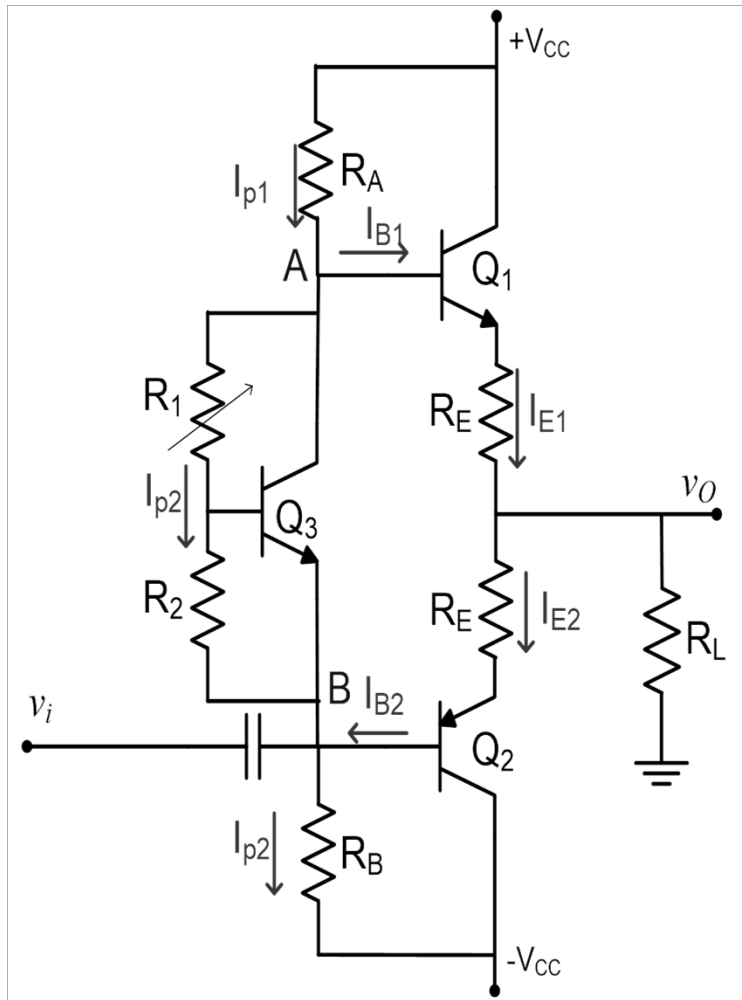 +VCC
RA
Ip1
IB1
A
Q1
R1
RE
IE1
Ip2
Q3
vO
R2
RE
IE2
RL
B
IB2
vi
Q2
Ip2
RB
-VCC